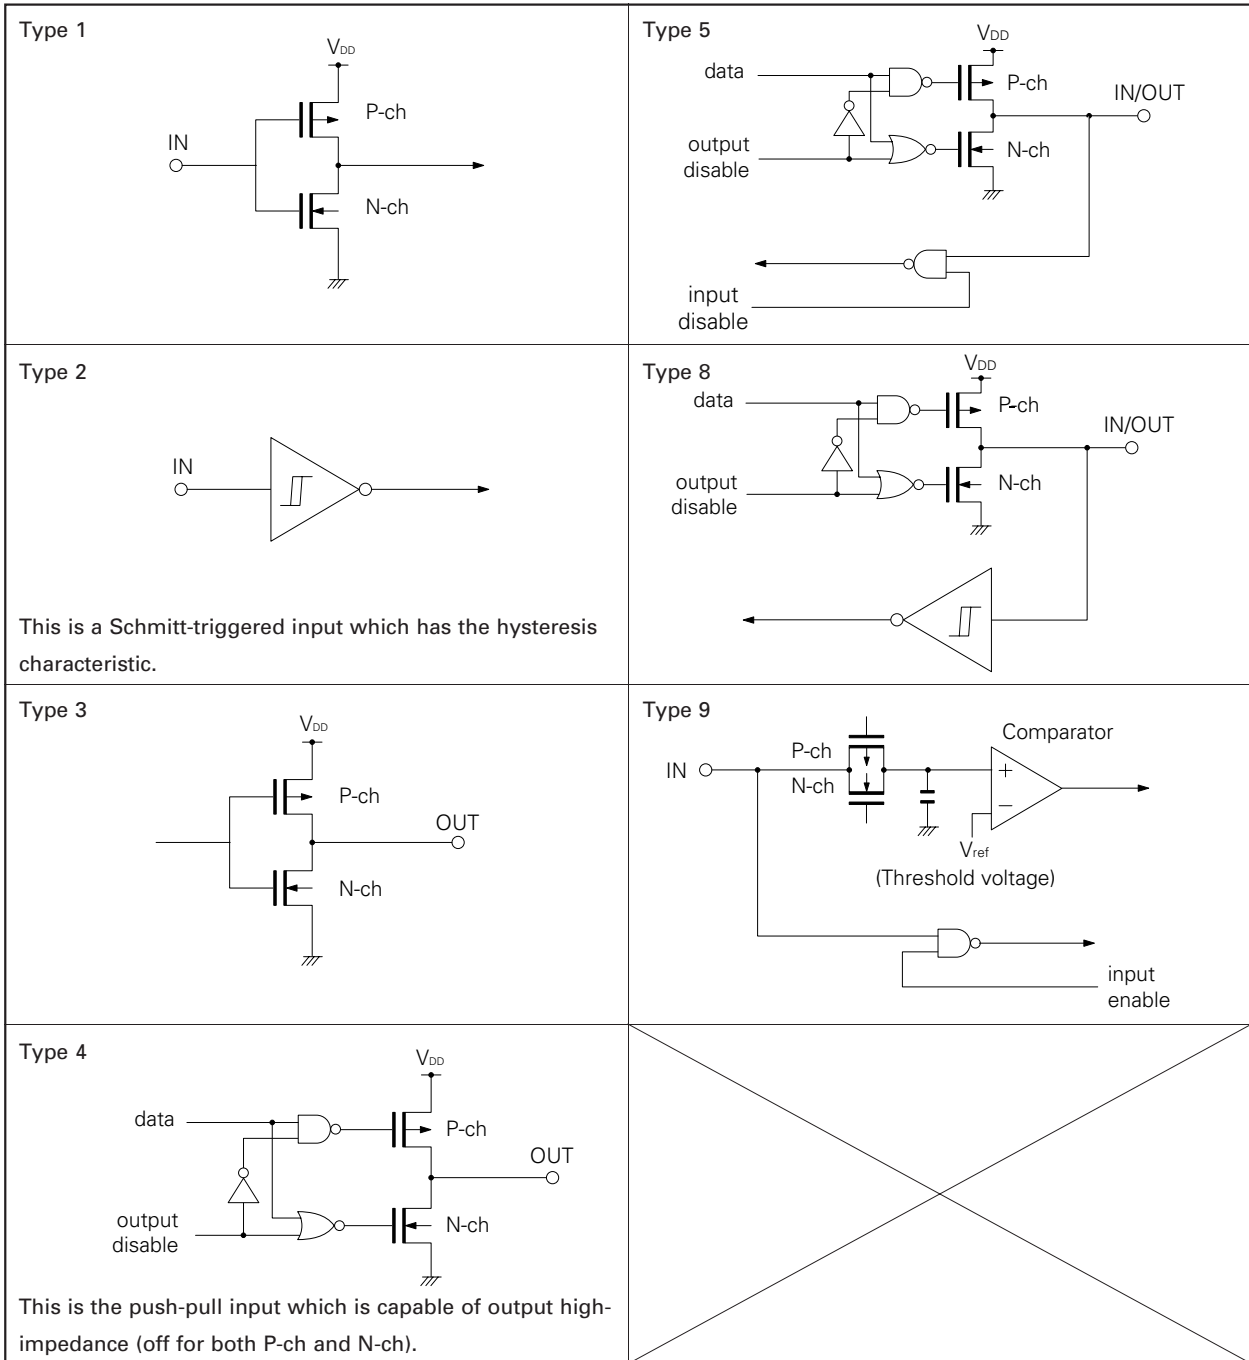 Type 1
VDD
P-ch
IN
N-ch
Type 2
IN
This is a Schmitt-triggered input which has the hysteresis
characteristic.
Type 3
VDD
P-ch
OUT
N-ch
Type 4
VDD
data
P-ch
OUT
output
disable
N-ch
This is the push-pull input which is capable of output high-
impedance (off for both P-ch and N-ch).
Type 5
VDD
data
P-ch
IN/OUT
output
disable
N-ch
input
disable
Type 8
VDD
data
P-ch
IN/OUT
output
disable
N-ch
Type 9
Comparator
P-ch
IN
N-ch
+
−
Vref
(Threshold voltage)
input
enable